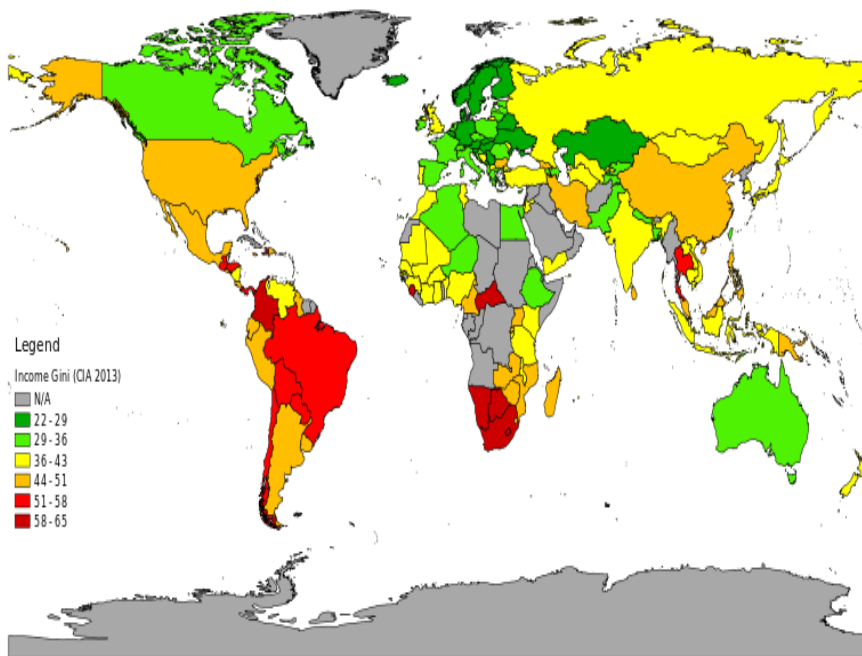 Legend
Income Gini (CIA 2013)
N/A
22 - 29
29 - 36
36 - 43
44 - 51
51 - 58
58 - 65